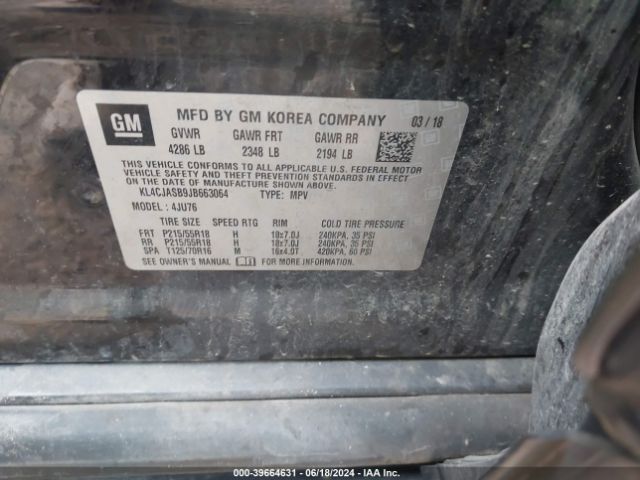 GM
MFD BY GM KOREA COMPANY 03 / 18
GVWR GAWR FRT GAWR RR
4286 LB 2348 LB 2194 LB
THIS VEHICLE CONFORMS TO ALL APPLICABLE U.S. FEDERAL MOTOR
VEHICLE SAFETY, BUMPER, AND THEFT PREVENTION STANDARDS IN EFFECT
ON THE DATE OF MANUFACTURE SHOWN ABOVE.
KL4CJASB9JB663064 TYPE: MPV
MODEL : 4JU76
TIRE SIZE SPEED RTG RIM COLD TIRE PRESSURE
FRT P215/55R18 H 18x7.0J 240KPA, 35 PSI
RR P215/55R18 H 18x7.0J 240KPA, 35 PSI
SPA T125/70R16 M 16x4.0T 420KPA, 60 PSI
SEE OWNER'S MANUAL FOR MORE INFORMATION.
000-39664631 - 06/18/2024 - IAA Inc.